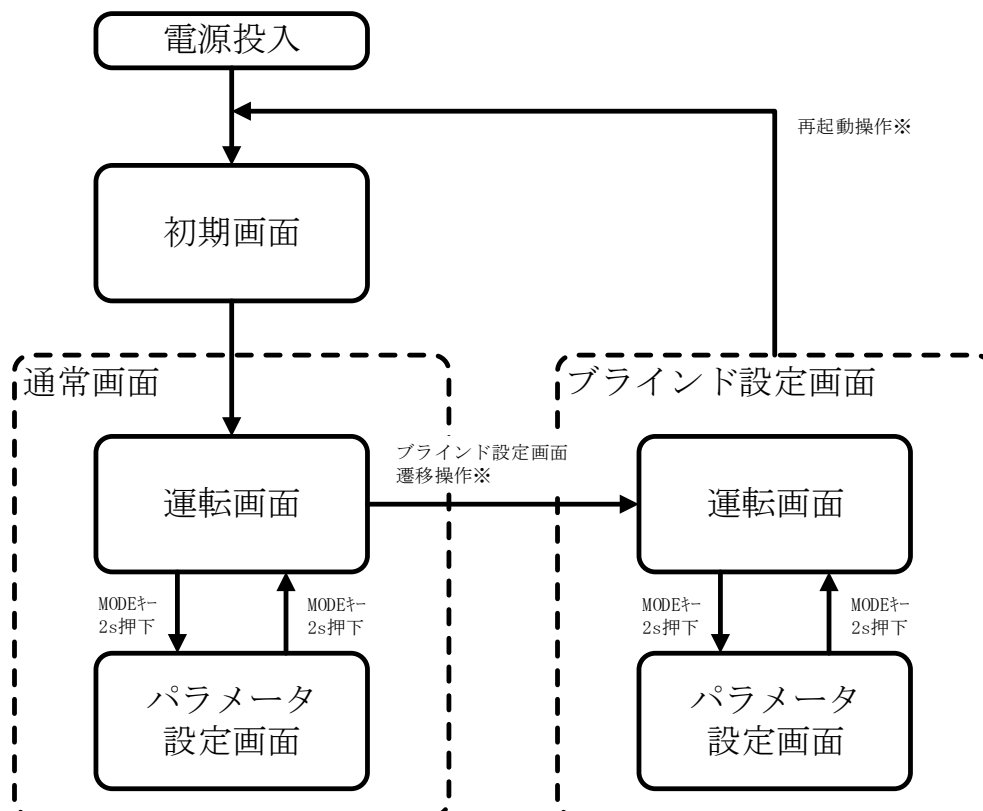 電源投入
再起動操作※
初期画面
通常画面
ブラインド設定画面
ブラインド設定画面
遷移操作※
運転画面
運転画面
MODEｷｰ
2s押下
MODEｷｰ
2s押下
MODEｷｰ
2s押下
MODEｷｰ
2s押下
パラメータ
設定画面
パラメータ
設定画面